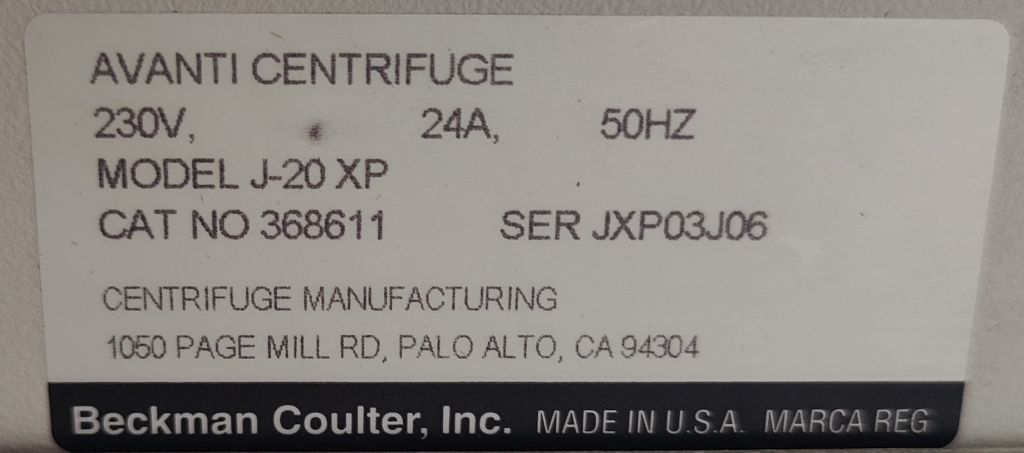 AVANTI CENTRIFUGE
230V, 24A, 50HZ
MODEL J-20 XP
CAT NO 368611 SER JXP03J06
CENTRIFUGE MANUFACTURING
1050 PAGE MILL RD, PALO ALTO, CA 94304
Beckman Coulter, Inc. MADE IN U.S.A. MARCA REG